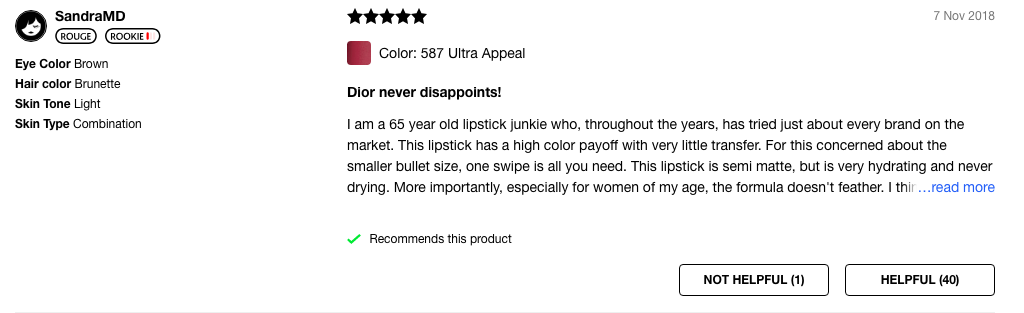 SandraMD
ROUGE ROOKIE
Eye Color Brown
Hair color Brunette
Skin Tone Light
Skin Type Combination
7 Nov 2018
Color: 587 Ultra Appeal
Dior never disappoints!
I am a 65 year old lipstick junkie who, throughout the years, has tried just about every brand on the
market. This lipstick has a high color payoff with very little transfer. For this concerned about the
smaller bullet size, one swipe is all you need. This lipstick is semi matte, but is very hydrating and never
drying. More importantly, especially for women of my age, the formula doesn't feather. I thin …read more
Recommends this product
NOT HELPFUL (1) HELPFUL (40)